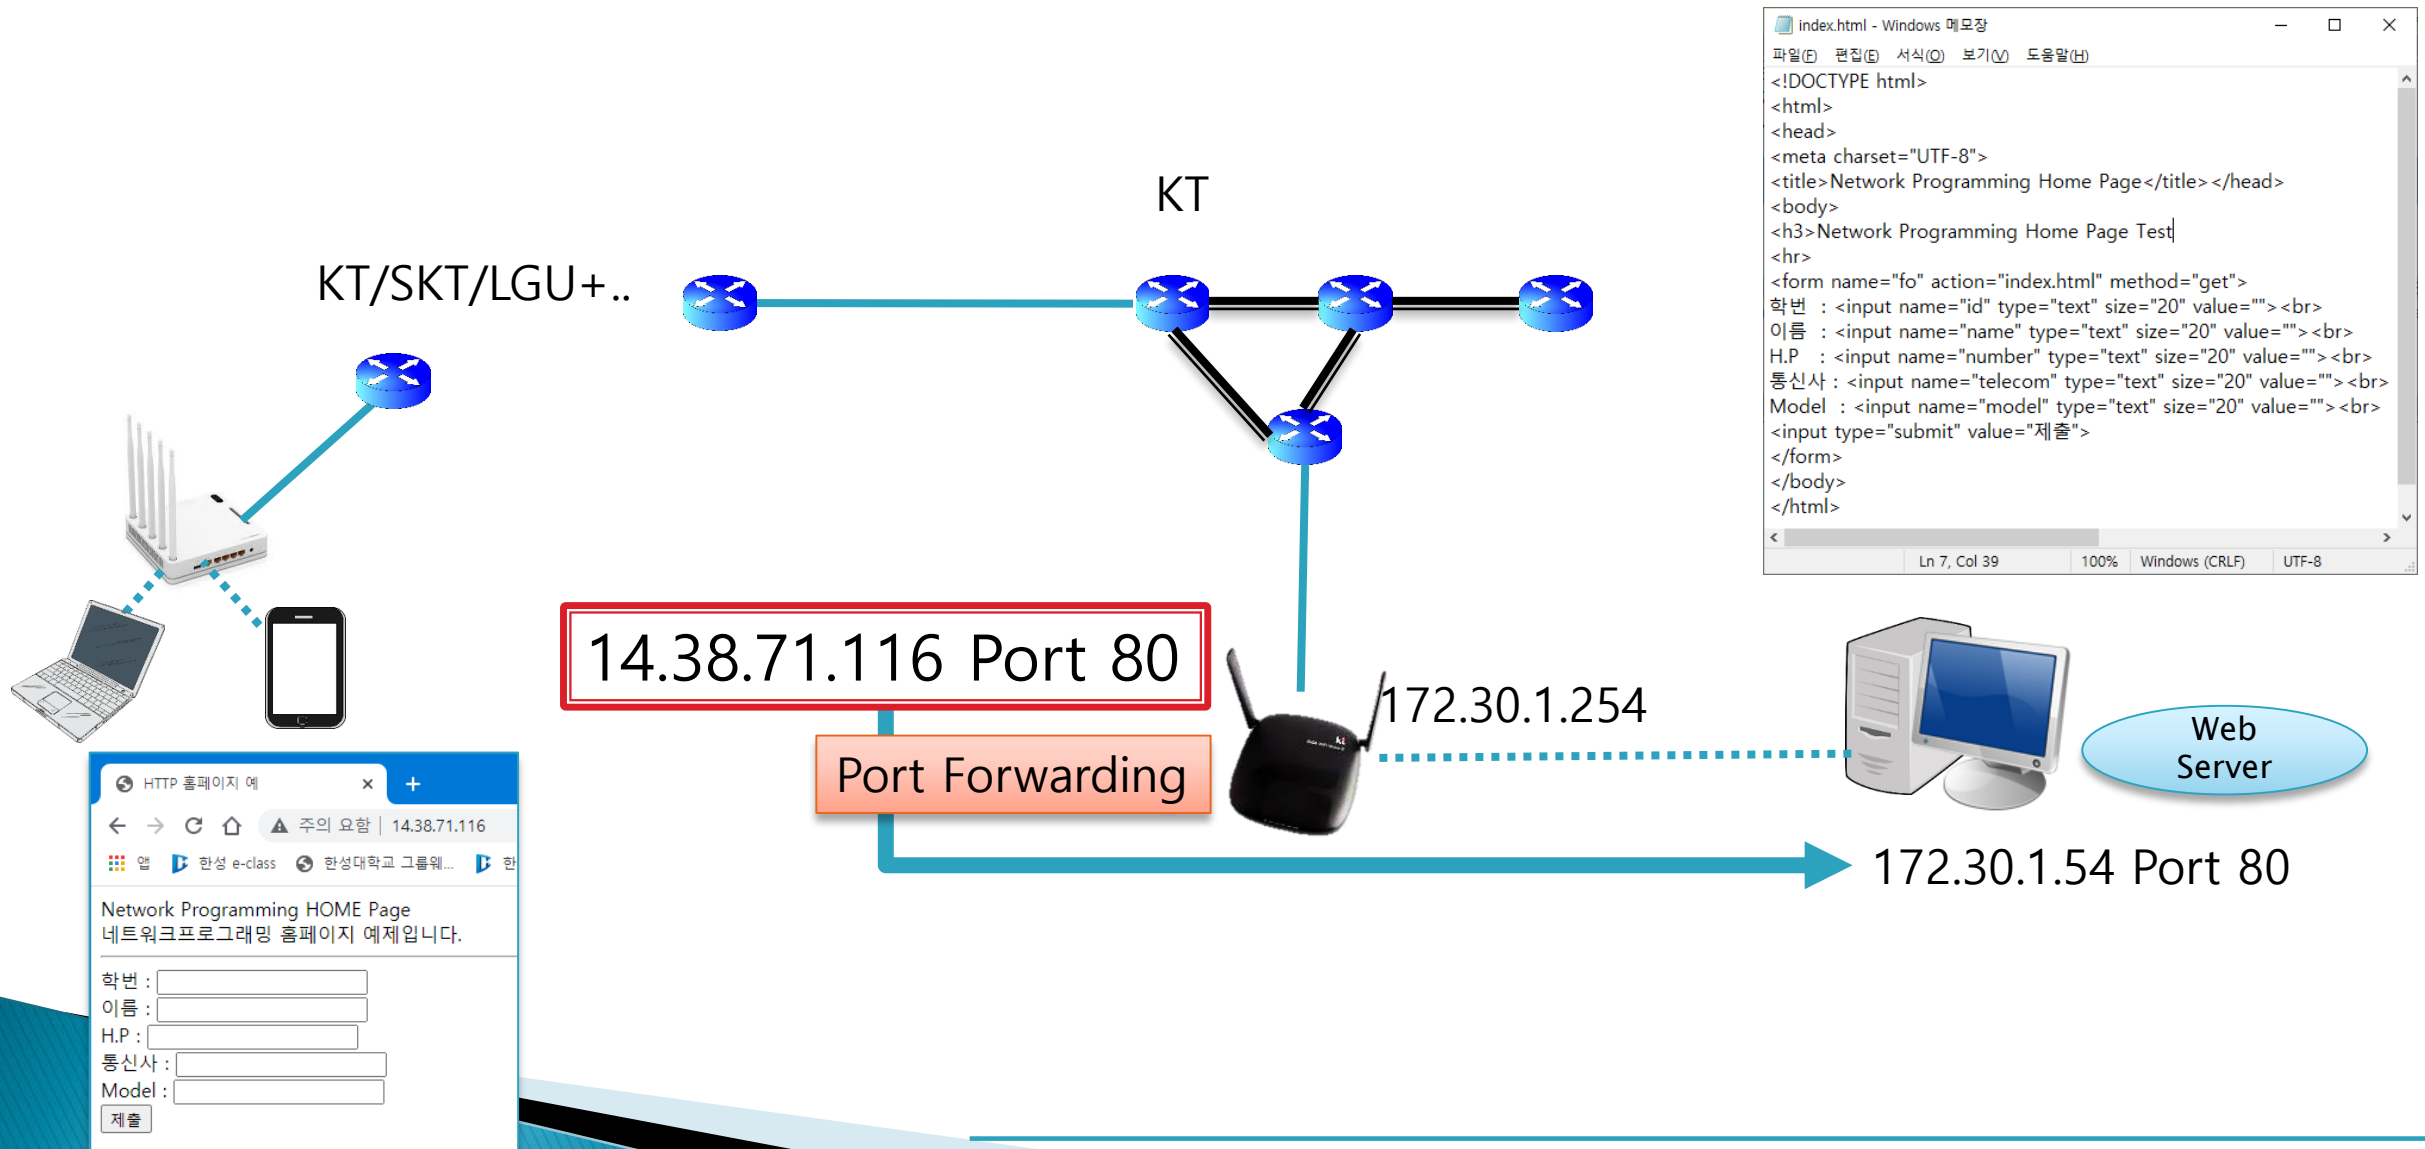 KT
KT/SKT/LGU+..
index.html - Windows 메모장
파일(F) 편집(E) 서식(O) 보기(V) 도움말(H)
<!DOCTYPE html>
<html>
<head>
<meta charset="UTF-8">
<title>Network Programming Home Page</title></head>
<body>
<h3>Network Programming Home Page Test
<hr>
<form name="fo" action="index.html" method="get">
학번 : <input name="id" type="text" size="20" value=""><br>
이름 : <input name="name" type="text" size="20" value=""><br>
H.P : <input name="number" type="text" size="20" value=""><br>
통신사 : <input name="telecom" type="text" size="20" value=""><br>
Model : <input name="model" type="text" size="20" value=""><br>
<input type="submit" value="제출">
</form>
</body>
</html>
Ln 7, Col 39 100% Windows (CRLF) UTF-8
14.38.71.116 Port 80
Port Forwarding
kt
172.30.1.254
Web
Server
172.30.1.54 Port 80
HTTP 홈페이지 예
주의 요함 | 14.38.71.116
앱 한성 e-class 한성대학교 그룹웨... 한
Network Programming HOME Page
네트워크프로그래밍 홈페이지 예제입니다.
학번 :
이름 :
H.P :
통신사 :
Model :
제출